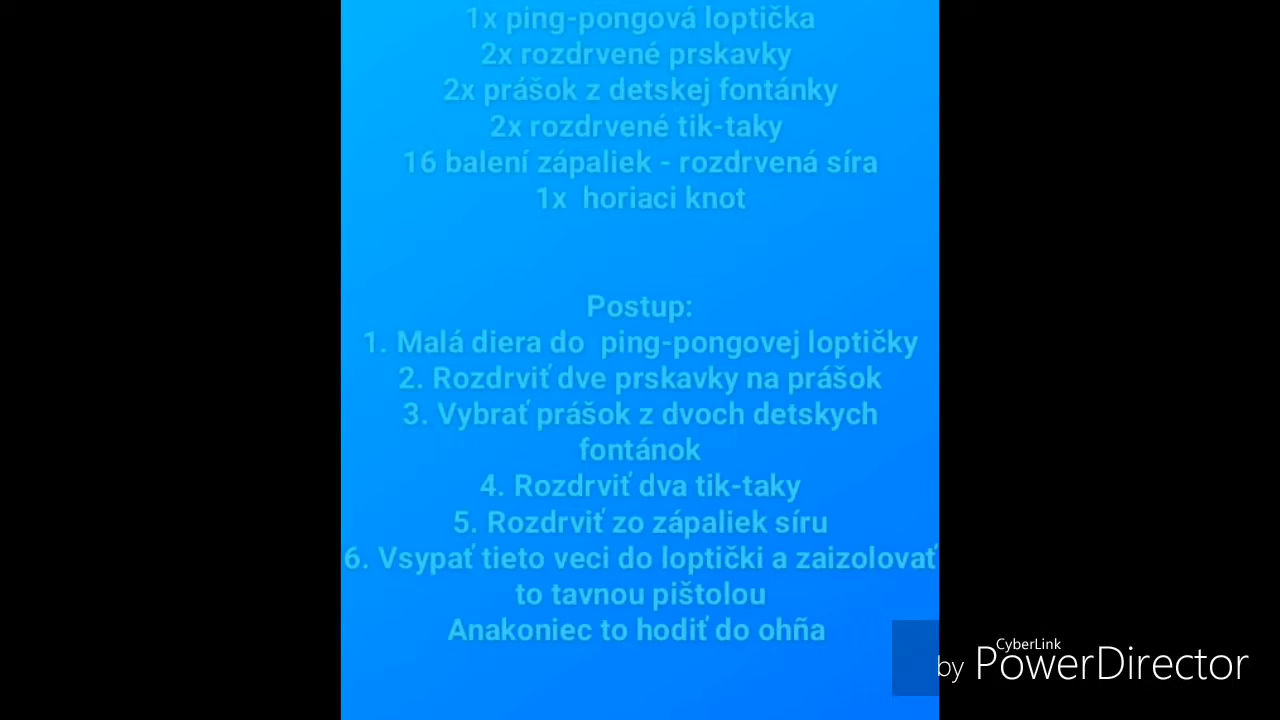 1x ping-pongová loptička
2x rozdrvené prskavky
2x prášok z detskej fontánky
2x rozdrvené tik-taky
16 balení zápaliek - rozdrvená síra
1x horiaci knot
Postup:
1. Malá diera do ping-pongovej loptičky
2. Rozdrviť dve prskavky na prášok
3. Vybrať prášok z dvoch detskych
fontánok
4. Rozdrviť dva tik-taky
5. Rozdrviť zo zápaliek síru
6. Vsypať tieto veci do loptički a zaizolovať
to tavnou pištolou
Anakoniec to hodiť do ohňa
CyberLink
by PowerDirector